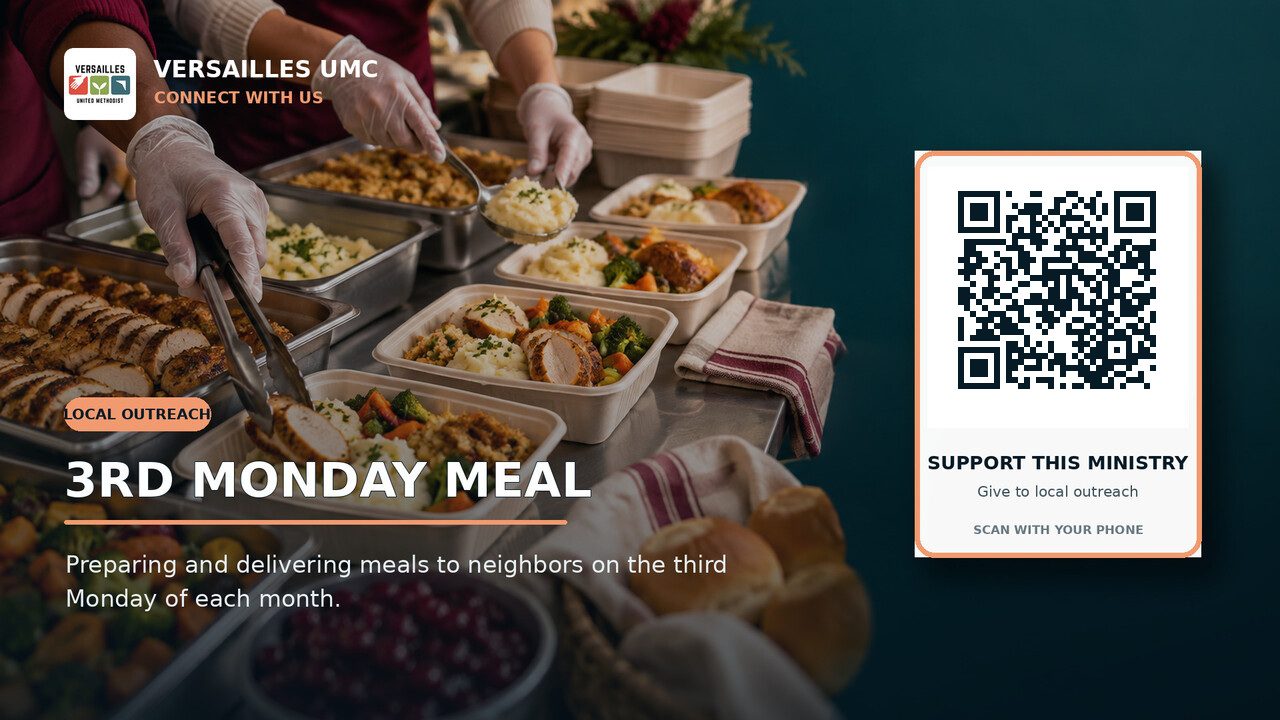 VERSAILLES
UNITED METHODIST
VERSAILLES UMC
CONNECT WITH US
LOCAL OUTREACH
3RD MONDAY MEAL
Preparing and delivering meals to neighbors on the third
Monday of each month.
SUPPORT THIS MINISTRY
Give to local outreach
SCAN WITH YOUR PHONE